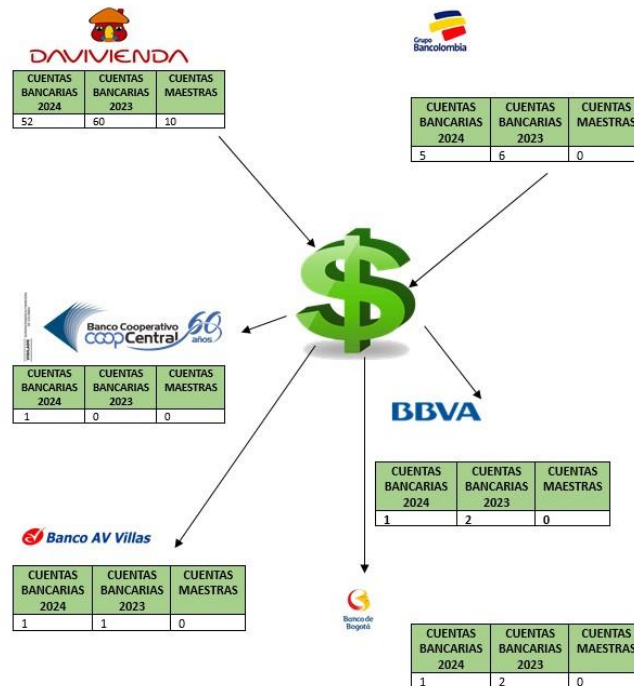 DAVIVIENDA
CUENTAS BANCARIAS 2024 CUENTAS BANCARIAS 2023 CUENTAS MAESTRAS
52 60 10
Grupo
Bancolombia
CUENTAS BANCARIAS 2024 CUENTAS BANCARIAS 2023 CUENTAS MAESTRAS
5 6 0
$
Banco Cooperativo
coopCentral
60 años
CUENTAS BANCARIAS 2024 CUENTAS BANCARIAS 2023 CUENTAS MAESTRAS
1 0 0
BBVA
CUENTAS BANCARIAS 2024 CUENTAS BANCARIAS 2023 CUENTAS MAESTRAS
1 2 0
Banco AV Villas
CUENTAS BANCARIAS 2024 CUENTAS BANCARIAS 2023 CUENTAS MAESTRAS
1 1 0
Banco de
Bogotá
CUENTAS BANCARIAS 2024 CUENTAS BANCARIAS 2023 CUENTAS MAESTRAS
1 2 0